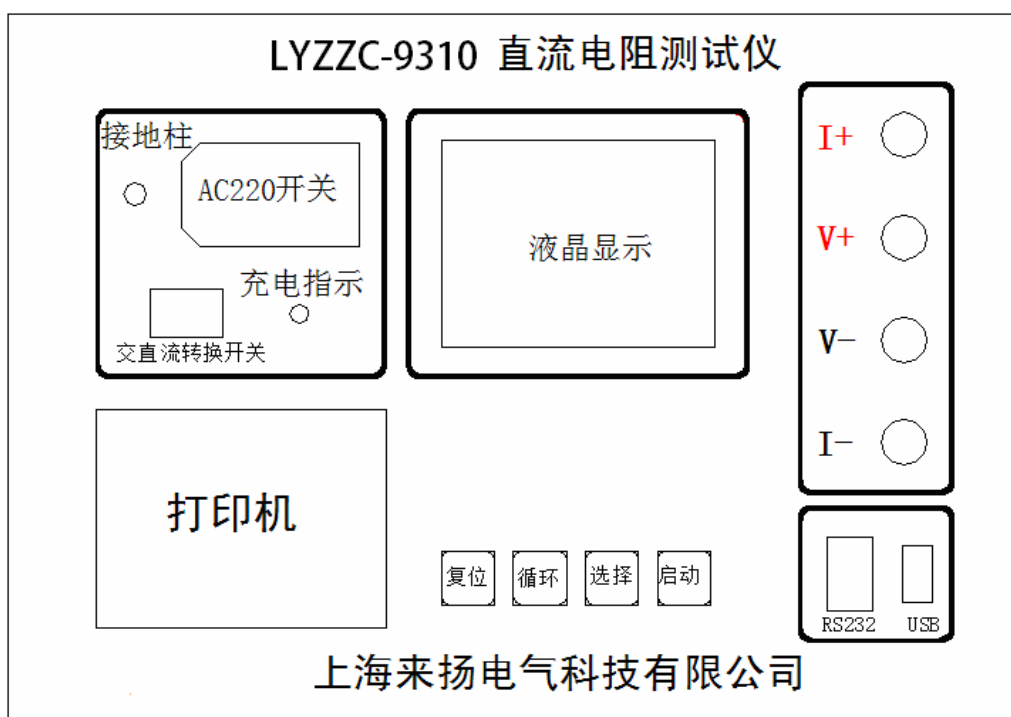 LYZZC-9310 直流电阻测试仪
接地柱
AC220开关
充电指示
交直流转换开关
液晶显示
I+
V+
V-
I-
打印机
复位
循环
选择
启动
RS232
USB
上海来扬电气科技有限公司